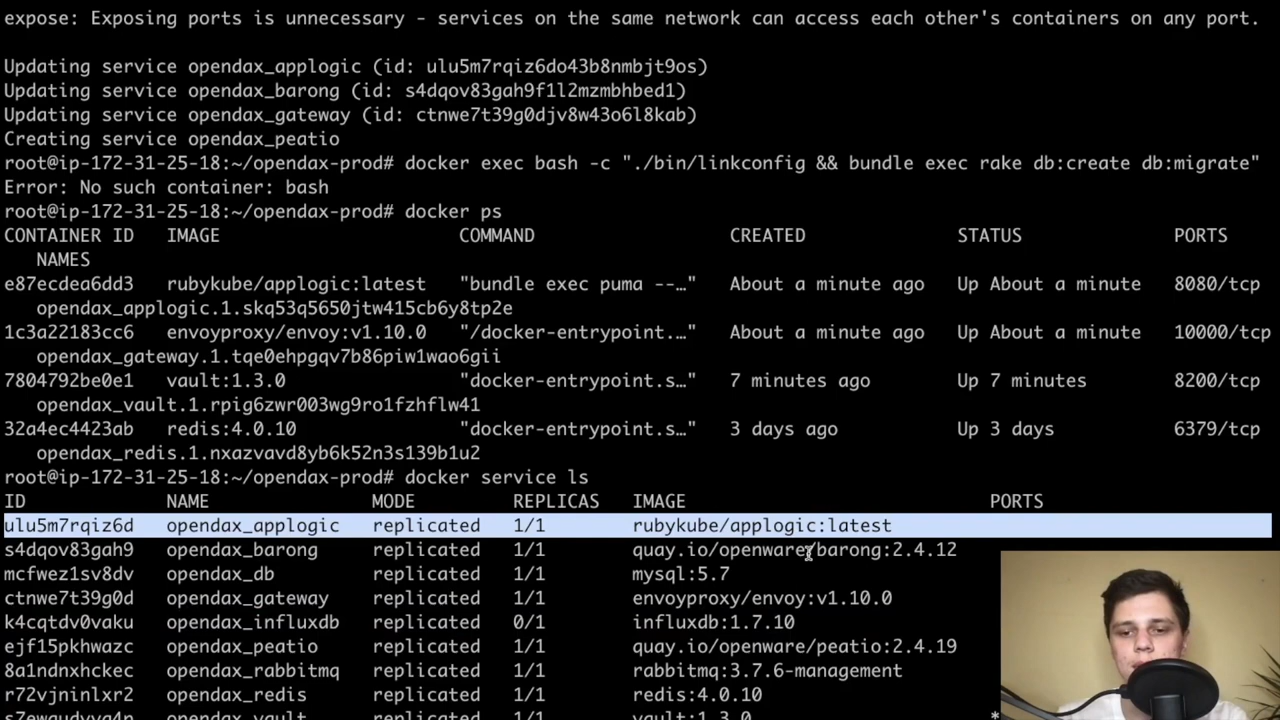 expose: Exposing ports is unnecessary - services on the same network can access each other's containers on any port.
Updating service opendax_applogic (id: ulu5m7rqiz6do43b8nmbjt9os)
Updating service opendax_barong (id: s4dqov83gah9f1l2mzmbhbed1)
Updating service opendax_gateway (id: ctnwe7t39g0djv8w43o6l8kab)
Creating service opendax_peatio
root@ip-172-31-25-18:~/opendax-prod# docker exec bash -c "./bin/linkconfig && bundle exec rake db:create db:migrate"
Error: No such container: bash
root@ip-172-31-25-18:~/opendax-prod# docker ps
CONTAINER ID   IMAGE   COMMAND   CREATED   STATUS   PORTS
NAMES
e87ecdea6dd3   rubykube/applogic:latest   "bundle exec puma --…"   About a minute ago   Up About a minute   8080/tcp
opendax_applogic.1.skq53q5650jtw415cb6y8tp2e
1c3a22183cc6   envoyproxy/envoy:v1.10.0   "/docker-entrypoint.…"   About a minute ago   Up About a minute   10000/tcp
opendax_gateway.1.tqe0ehpgqv7b86piw1wao6gii
7804792be0e1   vault:1.3.0   "docker-entrypoint.s…"   7 minutes ago   Up 7 minutes   8200/tcp
opendax_vault.1.rpig6zwr003wg9ro1fzhflw41
32a4ec4423ab   redis:4.0.10   "docker-entrypoint.s…"   3 days ago   Up 3 days   6379/tcp
opendax_redis.1.nxazvavd8yb6k52n3s139b1u2
root@ip-172-31-25-18:~/opendax-prod# docker service ls
ID   NAME   MODE   REPLICAS   IMAGE   PORTS
ulu5m7rqiz6d   opendax_applogic   replicated   1/1   rubykube/applogic:latest
s4dqov83gah9   opendax_barong   replicated   1/1   quay.io/openware/barong:2.4.12
mcfwez1sv8dv   opendax_db   replicated   1/1   mysql:5.7
ctnwe7t39g0d   opendax_gateway   replicated   1/1   envoyproxy/envoy:v1.10.0
k4cqtdv0vaku   opendax_influxdb   replicated   0/1   influxdb:1.7.10
ejf15pkhwazc   opendax_peatio   replicated   1/1   quay.io/openware/peatio:2.4.19
8a1ndnxhckec   opendax_rabbitmq   replicated   1/1   rabbitmq:3.7.6-management
r72vjninlxr2   opendax_redis   replicated   1/1   redis:4.0.10
opendax_vault   replicated   1/1   vault:1.3.0   *